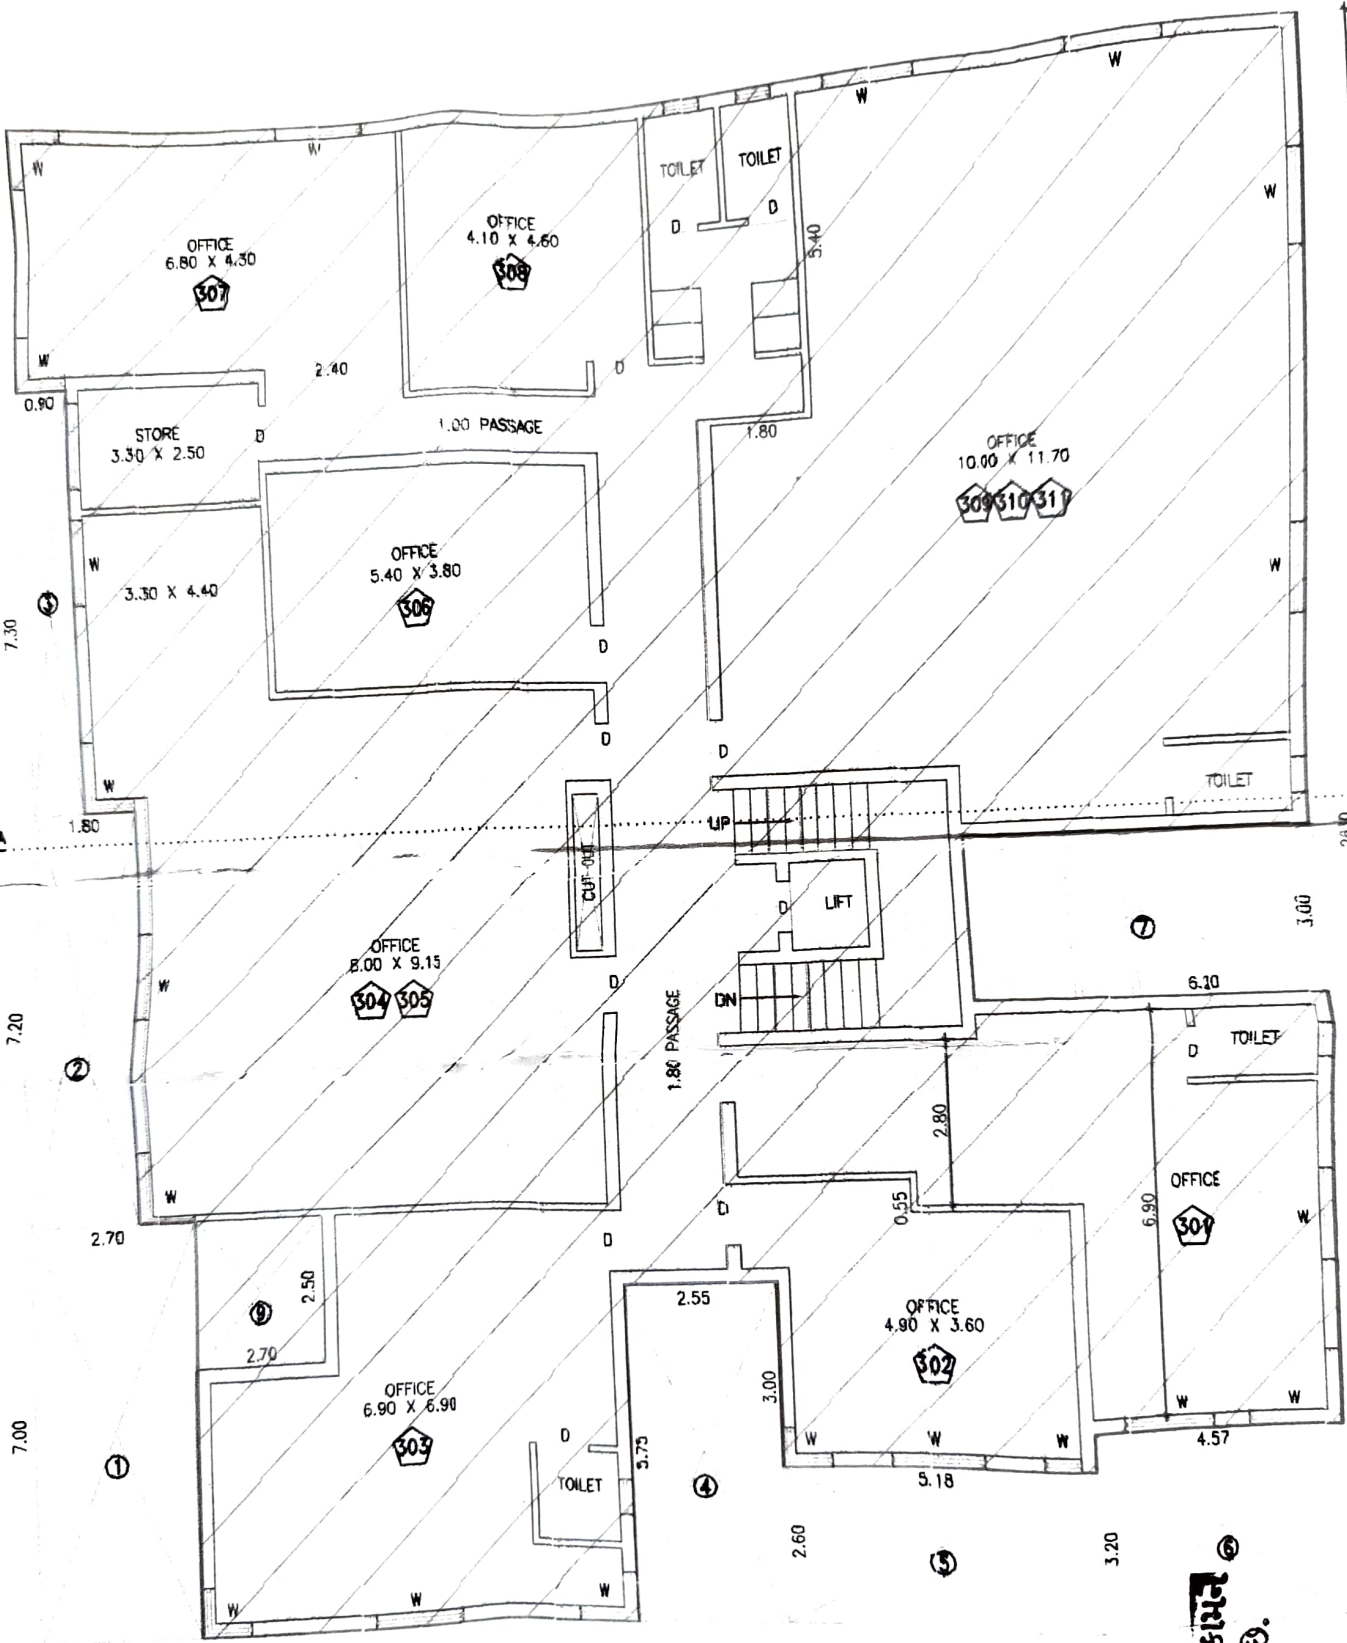 W
W
W
W
TOILET
TOILET
W
D
D
OFFICE
4.10 X 4.60
308
OFFICE
6.80 X 4.30
307
5.40
W
2.40
D
0.90
1.00 PASSAGE
STORE
3.30 X 2.50
D
1.80
OFFICE
10.00 X 11.70
309 310 311
OFFICE
5.40 X 3.80
306
W
3.30 X 4.40
W
3
7.30
D
D
D
W
TOILET
1.80
UP
CUT-OUT
LIFT
D
3.00
7
OFFICE
8.00 X 9.15
304 305
W
D
DN
6.20
1.80 PASSAGE
7.20
2
TOILET
D
2.80
OFFICE
301
6.90
W
W
D
0.55
2.70
D
2.50
9
2.55
OFFICE
4.90 X 3.60
302
2.70
OFFICE
6.90 X 6.90
303
3.00
W
W
W
W
W
4.57
7.00
1
D
5.75
TOILET
4
5.18
2.60
5
3.20
6
W
W
W